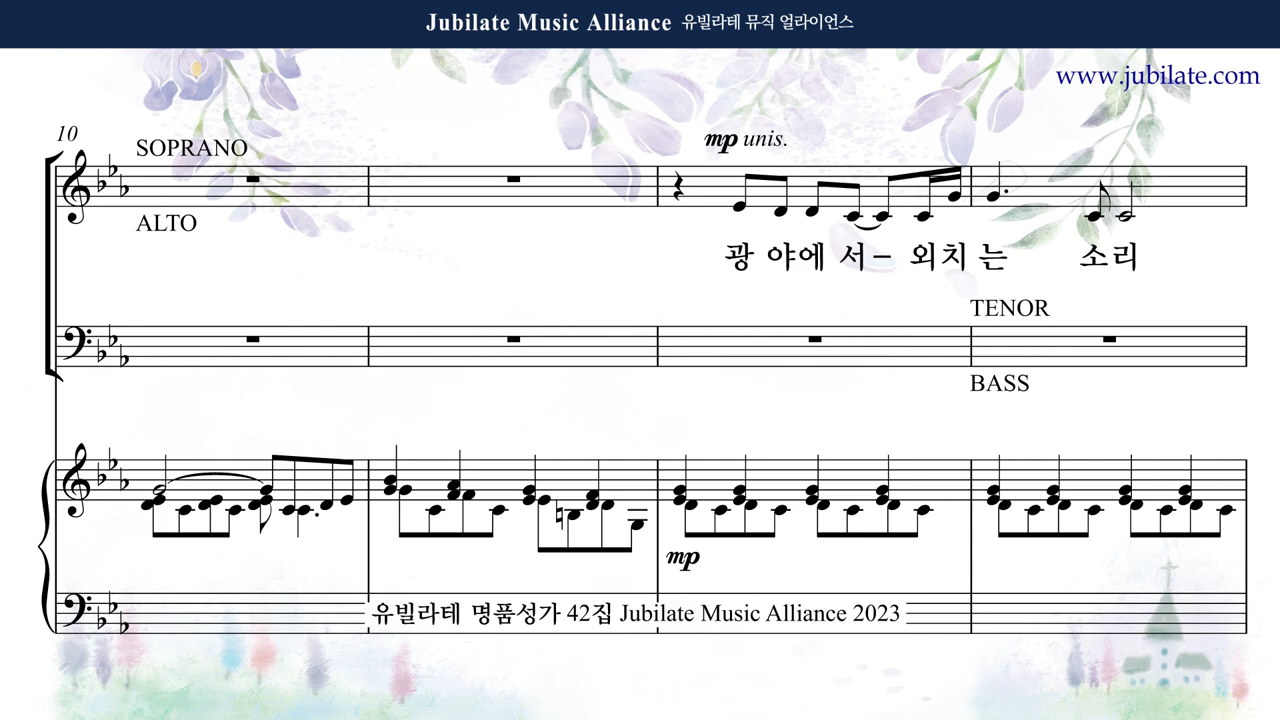 Jubilate Music Alliance 유빌라테 뮤직 얼라이언스
www.jubilate.com
10
SOPRANO
mp unis.
ALTO
광 야에 서– 외치 는 소리
TENOR
BASS
mp
유빌라테 명품성가 42집 Jubilate Music Alliance 2023